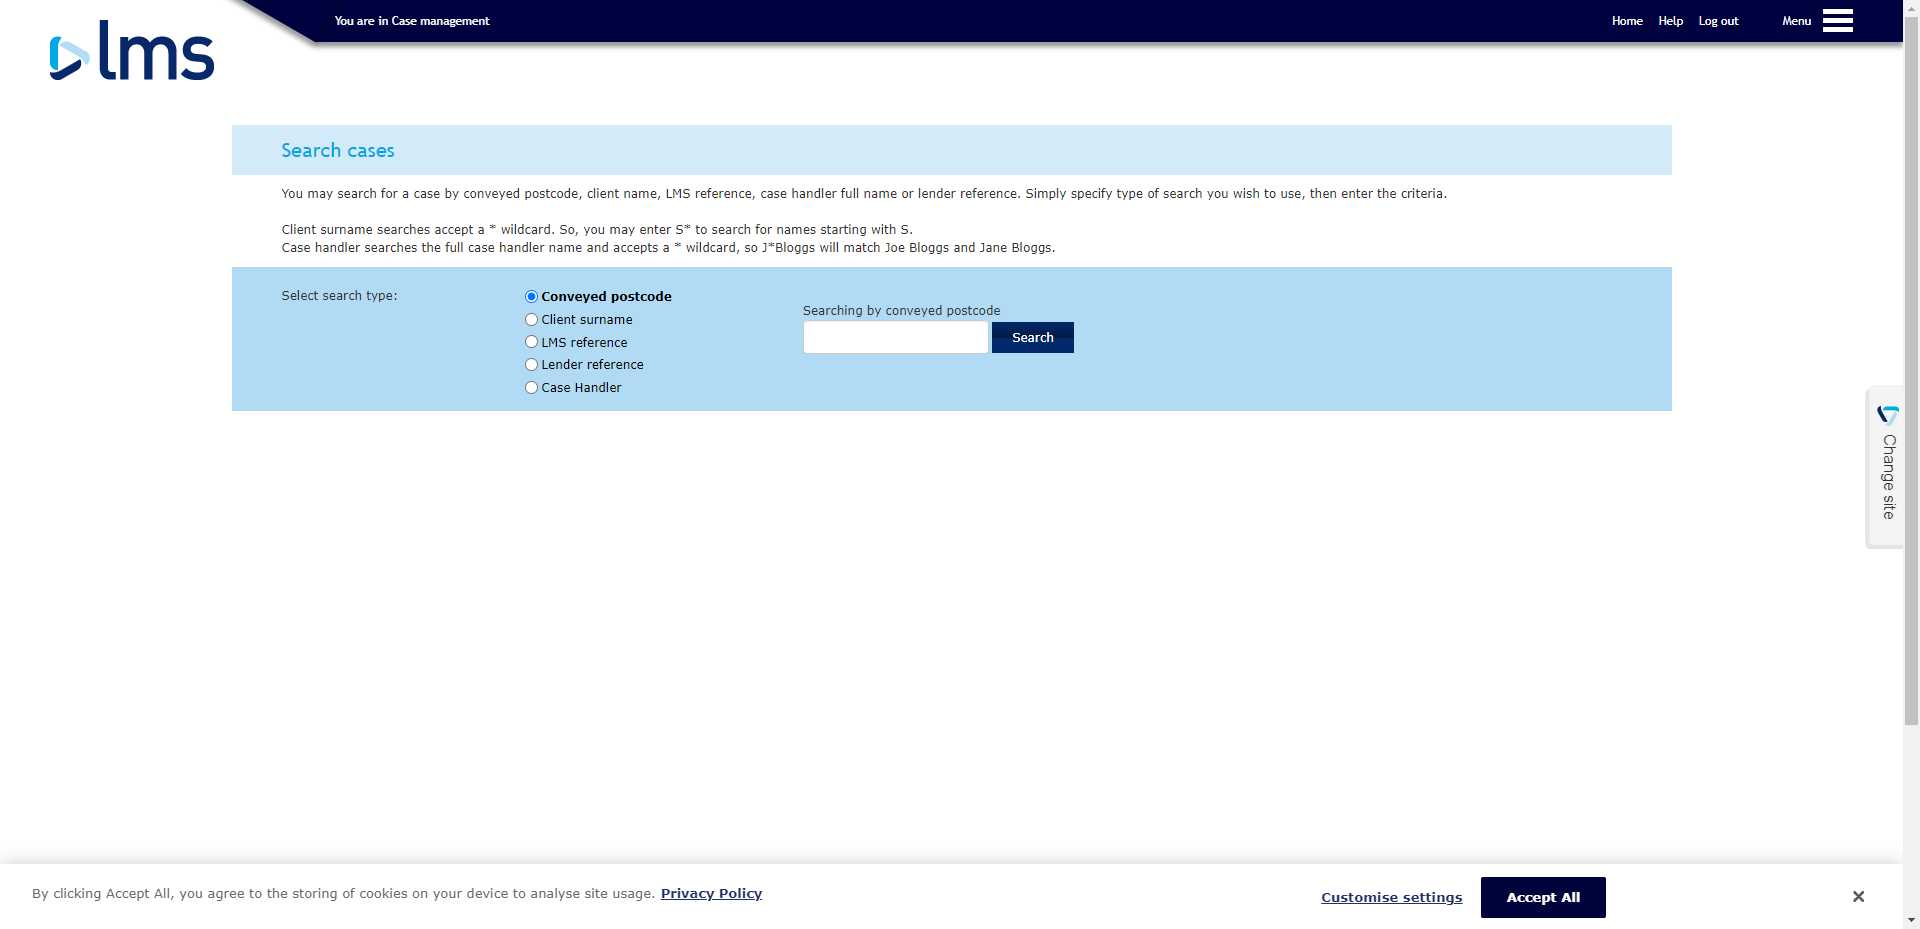 You are in Case management
Home Help Log out Menu
lms
Search cases
You may search for a case by conveyed postcode, client name, LMS reference, case handler full name or lender reference. Simply specify type of search you wish to use, then enter the criteria.
Client surname searches accept a * wildcard. So, you may enter S* to search for names starting with S.
Case handler searches the full case handler name and accepts a * wildcard, so J*Bloggs will match Joe Bloggs and Jane Bloggs.
Select search type:
Conveyed postcode
Client surname
LMS reference
Lender reference
Case Handler
Searching by conveyed postcode
Search
Change site
By clicking Accept All, you agree to the storing of cookies on your device to analyse site usage. Privacy Policy
Customise settings
Accept All